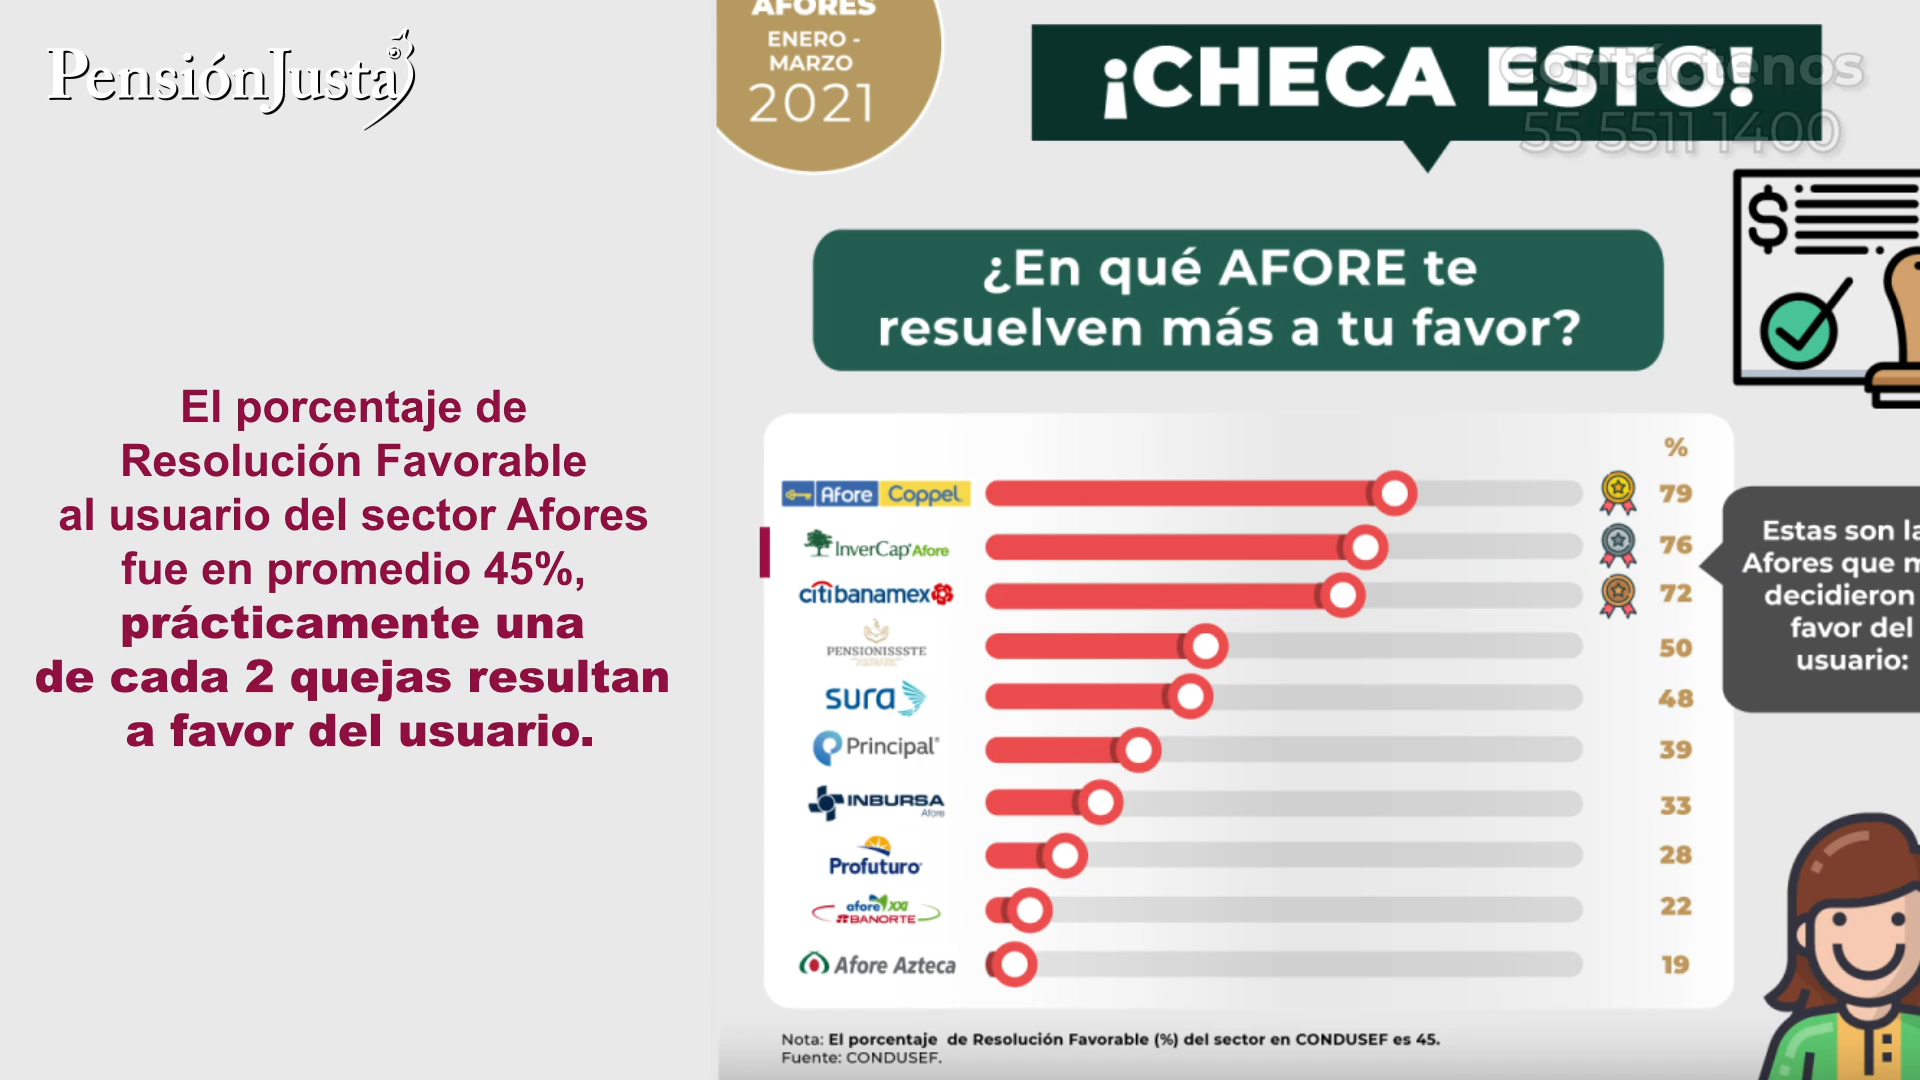 PensiónJusta
AFORES
ENERO -
MARZO
2021
¡CHECA ESTO!
Contáctenos
55 5511 1400
¿En qué AFORE te
resuelven más a tu favor?
El porcentaje de
Resolución Favorable
al usuario del sector Afores
fue en promedio 45%,
prácticamente una
de cada 2 quejas resultan
a favor del usuario.
%
Afore Coppel 79
InverCap Afore 76
citibanamex 72
PENSIONISSSTE 50
sura 48
Principal 39
INBURSA Afore 33
Profuturo 28
afore XXI BANORTE 22
Afore Azteca 19
Estas son la
Afores que m
decidieron
favor del
usuario:
Nota: El porcentaje de Resolución Favorable (%) del sector en CONDUSEF es 45.
Fuente: CONDUSEF.